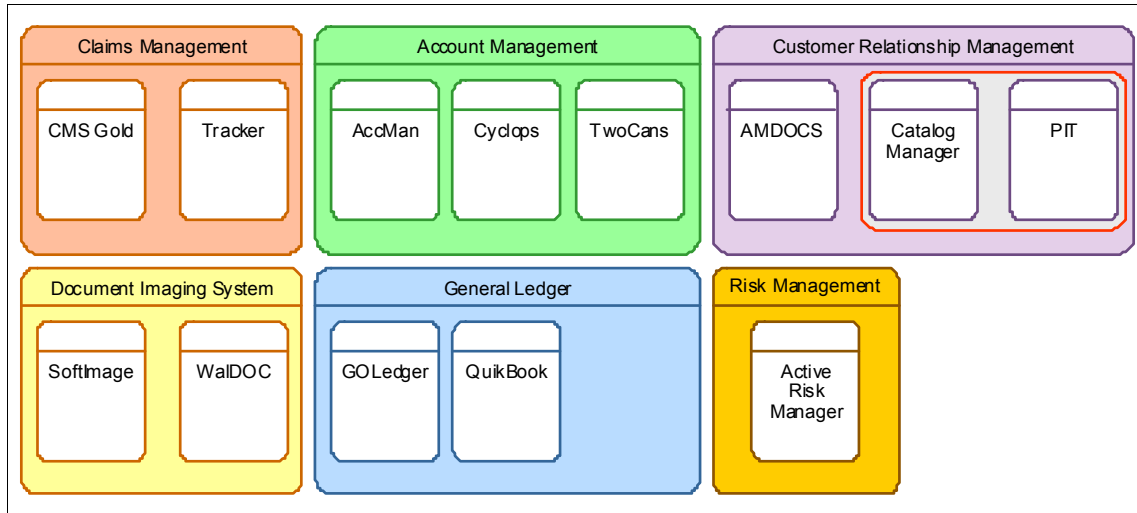 Claims Management
Account Management
Customer Relationship Management
CMS Gold
Tracker
AccMan
Cyclops
TwoCans
AMDOCS
Catalog
Manager
PIT
Document Imaging System
General Ledger
Risk Management
SoftImage
WalDOC
GOLedger
QuikBook
Active
Risk
Manager